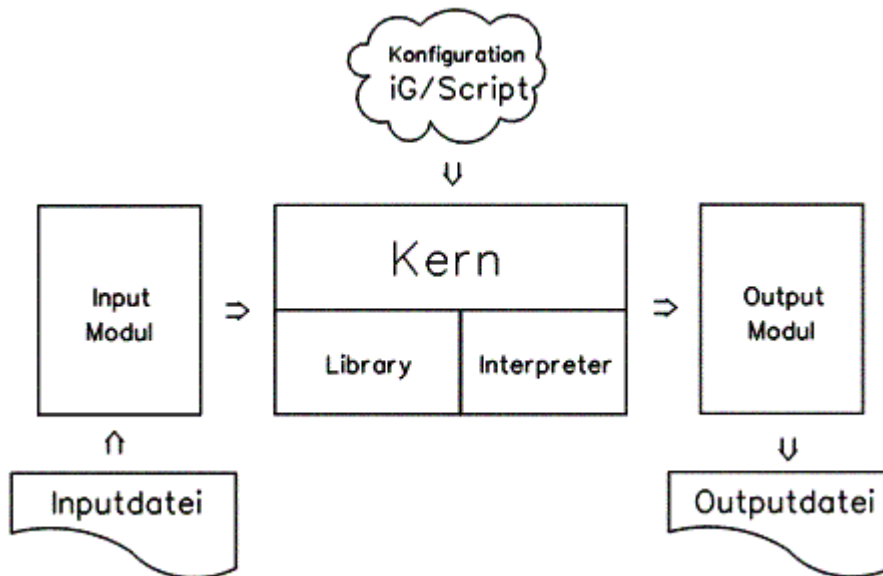 Konfiguration
iG/Script
Kern
Input
Modul
Library
Interpreter
Output
Modul
Inputdatei
Outputdatei